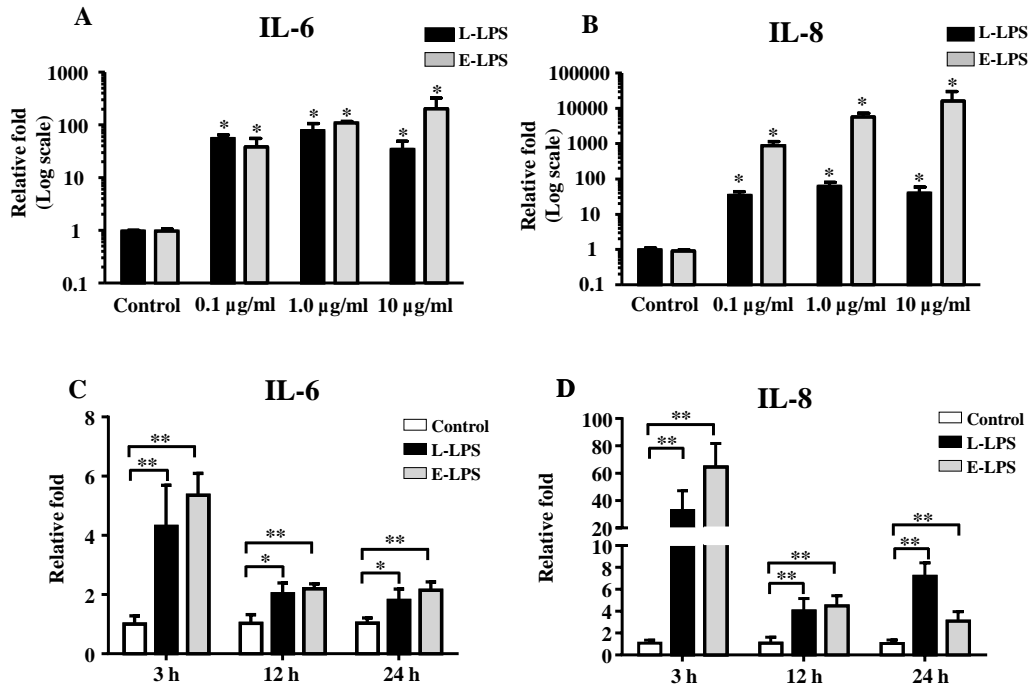 A
IL-6
L-LPS
E-LPS
Relative fold
(Log scale)
1000
100
10
1
0.1
*
*
*
*
*
*
Control
0.1 µg/ml
1.0 µg/ml
10 µg/ml
B
IL-8
L-LPS
E-LPS
Relative fold
(Log scale)
100000
10000
1000
100
10
1
0.1
*
*
*
*
*
*
Control
0.1 µg/ml
1.0 µg/ml
10 µg/ml
C
IL-6
Control
L-LPS
E-LPS
Relative fold
8
6
4
2
0
**
**
**
*
**
*
3 h
12 h
24 h
D
IL-8
Control
L-LPS
E-LPS
Relative fold
100
80
60
40
20
10
8
6
4
2
0
**
**
**
**
**
**
3 h
12 h
24 h